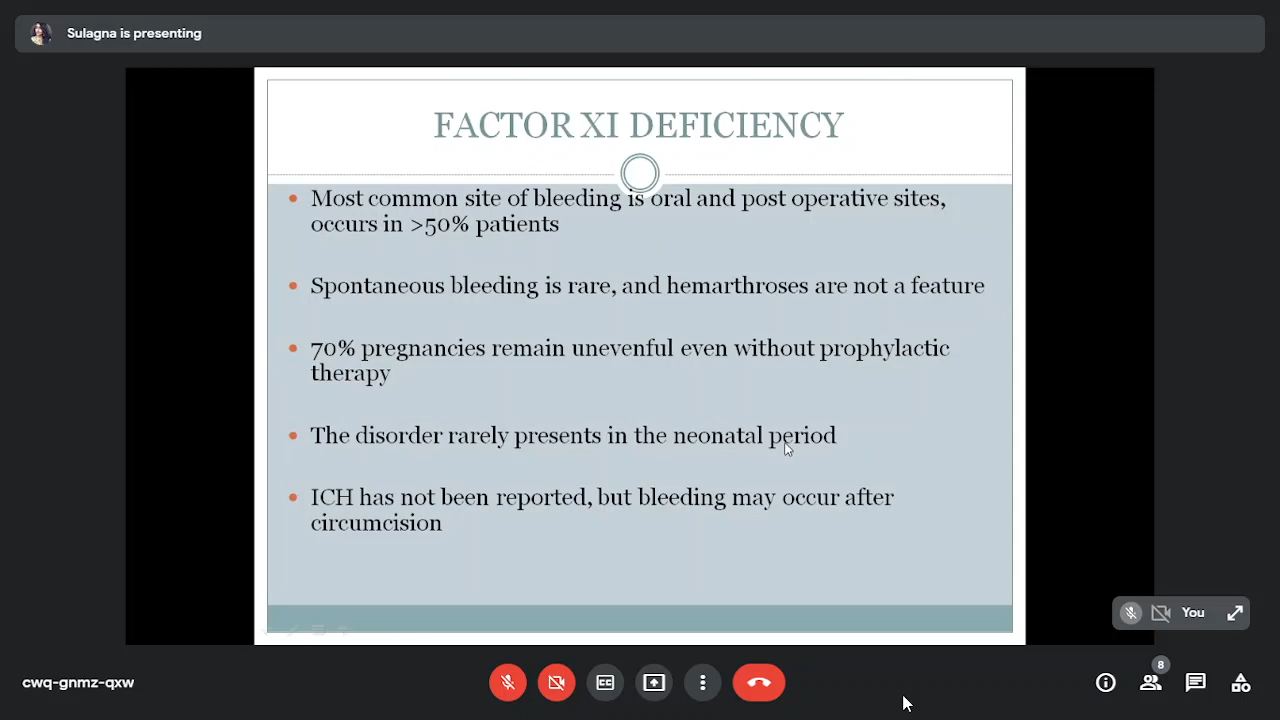 Sulagna is presenting
FACTOR XI DEFICIENCY
Most common site of bleeding is oral and post operative sites,
occurs in >50% patients
Spontaneous bleeding is rare, and hemarthroses are not a feature
70% pregnancies remain unevenful even without prophylactic
therapy
The disorder rarely presents in the neonatal period
ICH has not been reported, but bleeding may occur after
circumcision
You
8
cwq-gnmz-qxw
CC